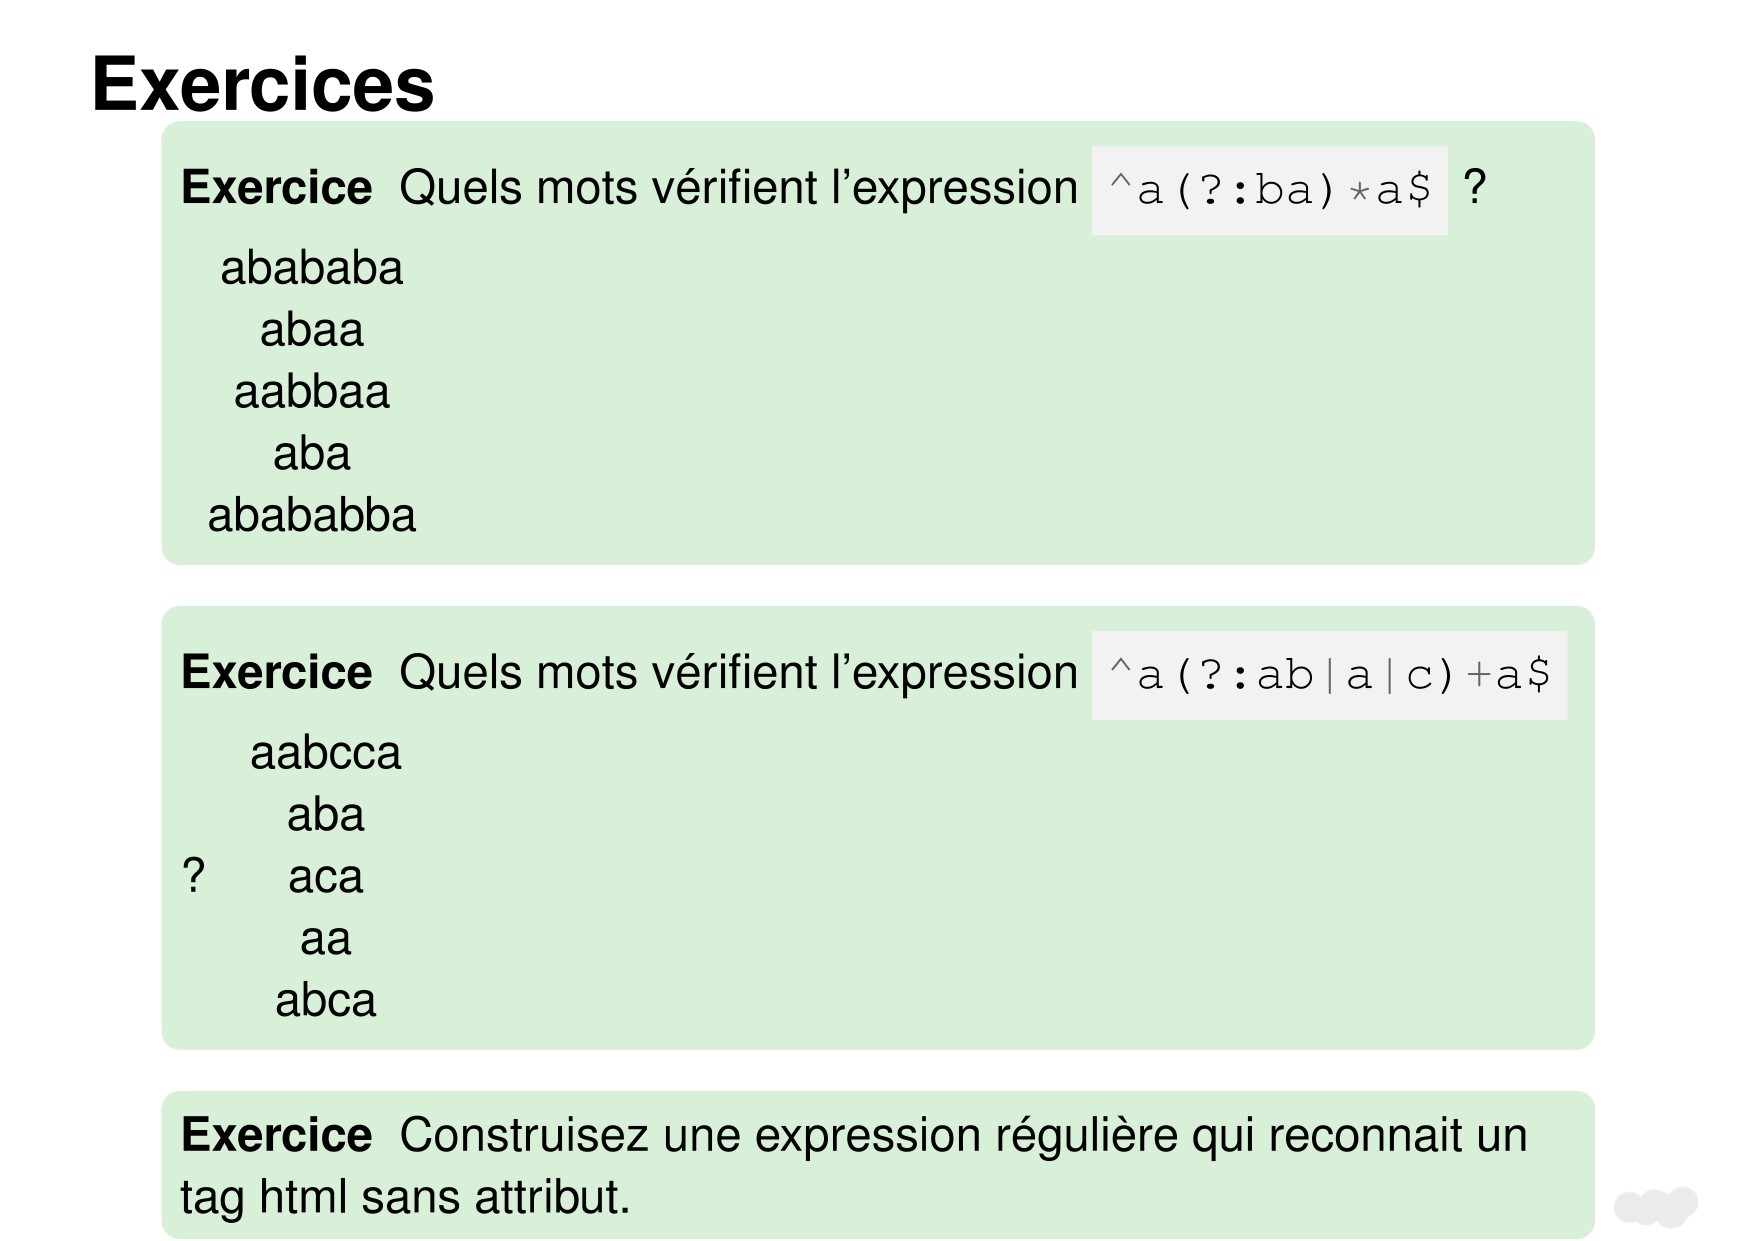 Exercices
Exercice Quels mots vérifient l’expression ^a(?:ba)*a$ ?
abababa
abaa
aabbaa
aba
abababba
Exercice Quels mots vérifient l’expression ^a(?:ab|a|c)+a$
aabcca
aba
? aca
aa
abca
Exercice Construisez une expression régulière qui reconnait un
tag html sans attribut.